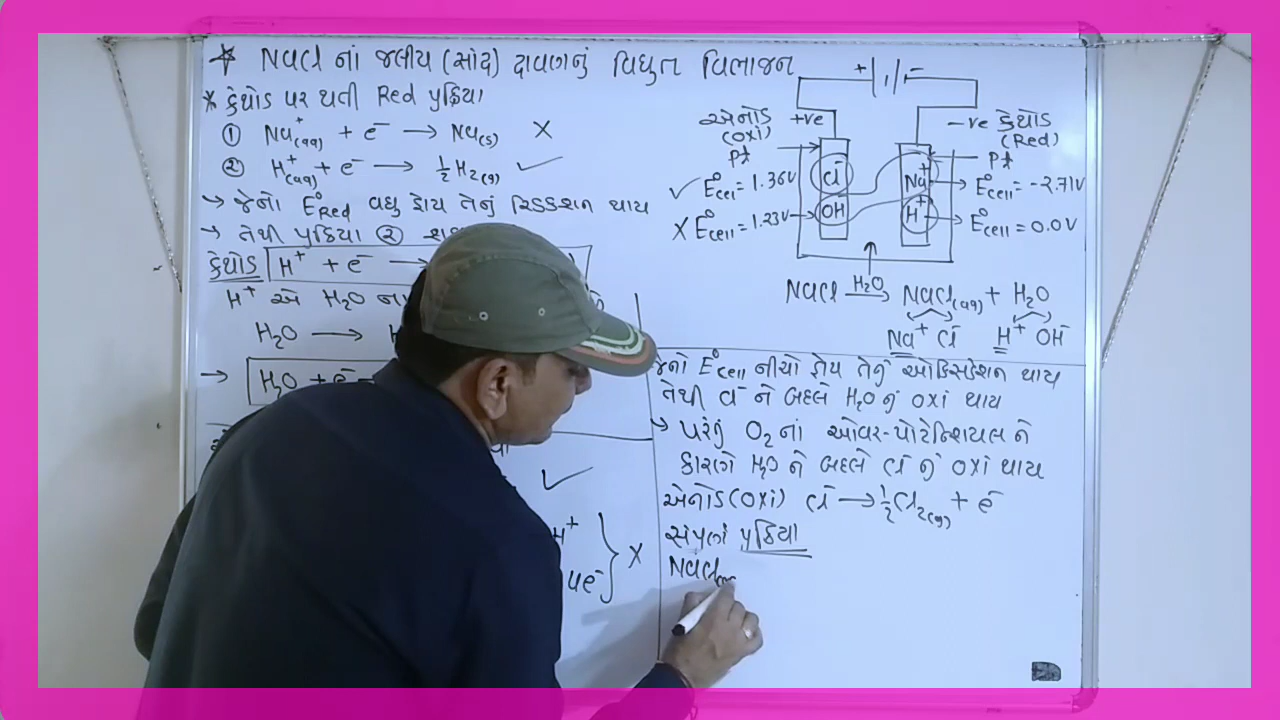 ☆ NaCl નાં જલીય (સાંદ્ર) દ્રાવણનું વિદ્યુત વિભાજન
* કેથોડ પર થતી Red પ્રક્રિયા
① Na⁺(aq) + e⁻ → Na(s) ✗
② H⁺(aq) + e⁻ → ½ H₂(g) ✓
→ જેનો E°Red વધુ હોય તેનું રિડક્શન થાય
→ તેથી પ્રક્રિયા ②
કેથોડ H⁺ + e⁻ →
H⁺ એ H₂O
H₂O →
→ H₂O + e⁻
✓
H⁺
4e⁻ } ✗
+ −
એનોડ +ve
(oxi)
−ve કેથોડ
(Red)
Pt
Pt
Cl⁻
Na⁺
✓ E°cell = 1.36V
E°cell = −2.71V
OH⁻
H⁺
✗ E°cell = 1.23V
E°cell = 0.0V
NaCl H₂O→ NaCl(aq) + H₂O
Na⁺ Cl⁻ H⁺ OH⁻
જેનો E°cell નીચો હોય તેનું ઓક્સિડેશન થાય
તેથી Cl⁻ ને બદલે H₂O નું oxi થાય
→ પરંતુ O₂ નાં ઓવર-પોટેન્શિયલ ને
કારણે H₂O ને બદલે Cl⁻ નું oxi થાય
એનોડ (oxi) Cl⁻ → ½ Cl₂(g) + e⁻
સંપૂર્ણ પ્રક્રિયા
NaCl